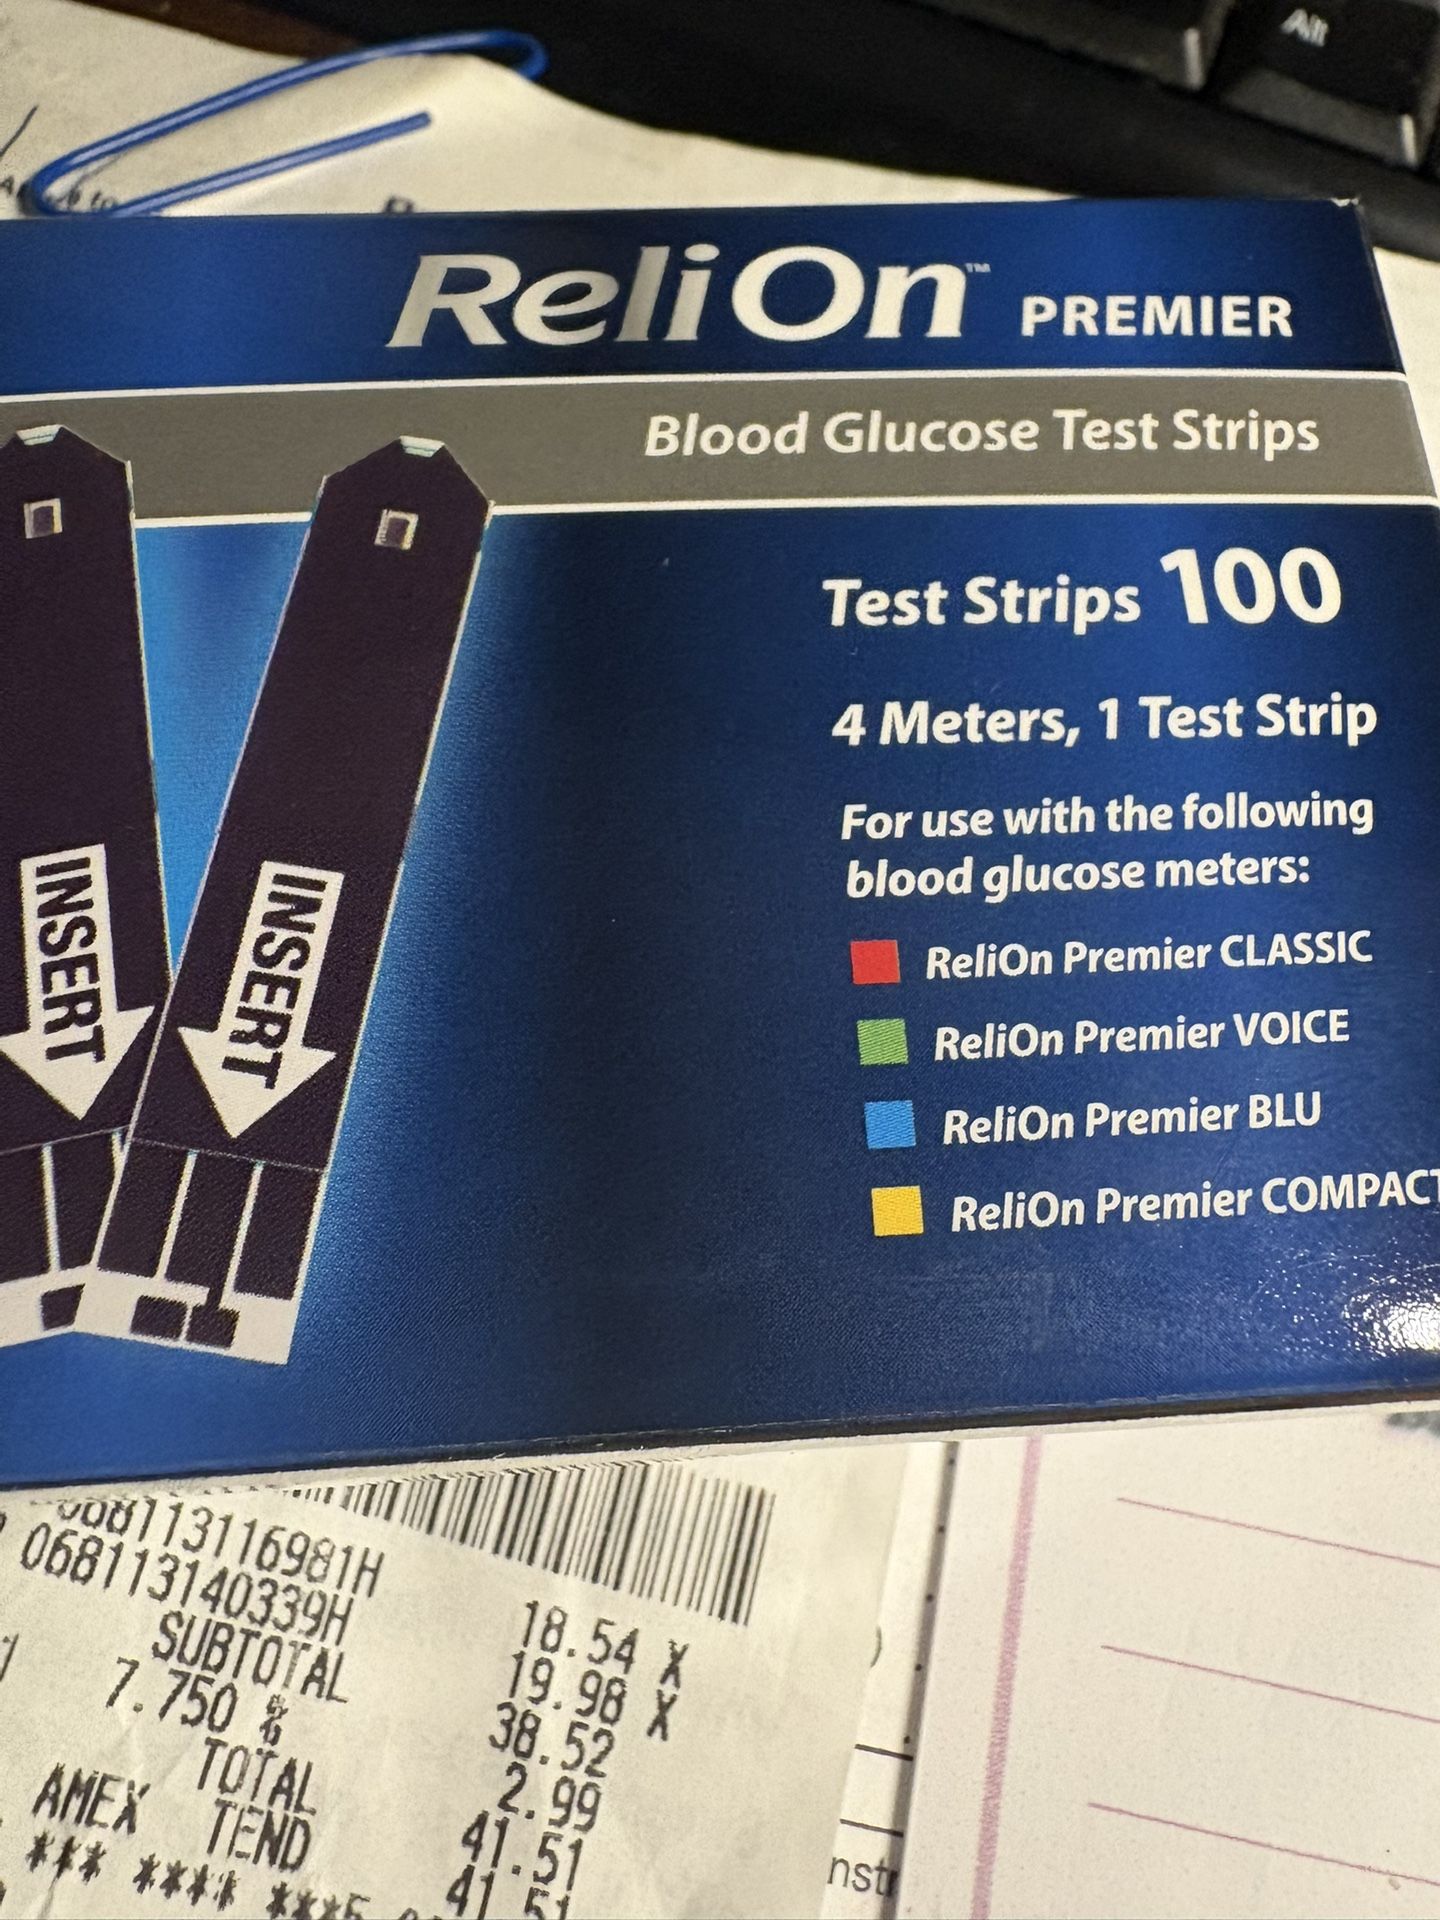 Alt
ReliOn™ PREMIER
Blood Glucose Test Strips
Test Strips 100
4 Meters, 1 Test Strip
For use with the following
blood glucose meters:
ReliOn Premier CLASSIC
ReliOn Premier VOICE
ReliOn Premier BLU
ReliOn Premier COMPACT
INSERT
INSERT
068113116981H 18.54 X
068113140339H 19.98 X
SUBTOTAL 38.52
7.750 % 2.99
TOTAL 41.51
AMEX TEND 41.51
*** **** ***5
nstr